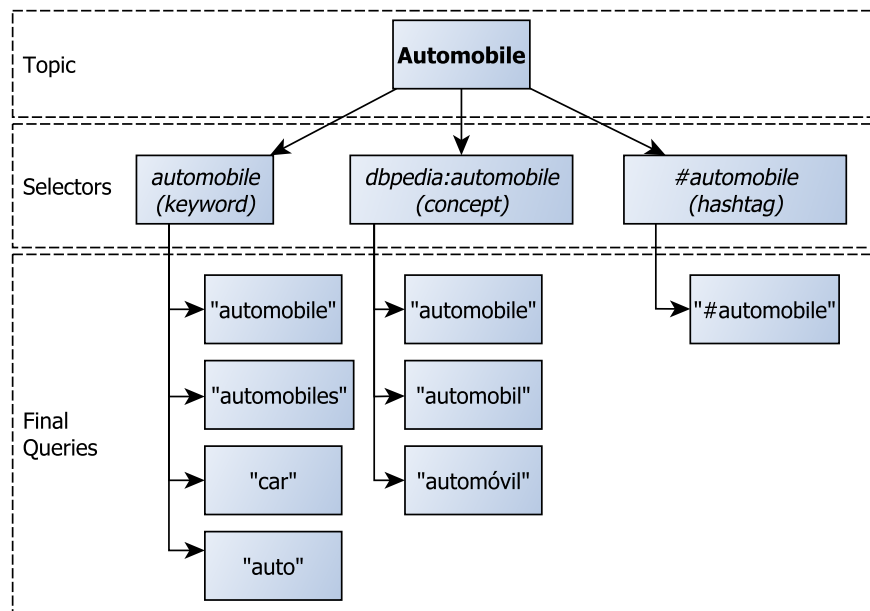 Topic
Automobile
Selectors
automobile
(keyword)
dbpedia:automobile
(concept)
#automobile
(hashtag)
Final
Queries
"automobile"
"automobiles"
"car"
"auto"
"automobile"
"automobil"
"automóvil"
"#automobile"